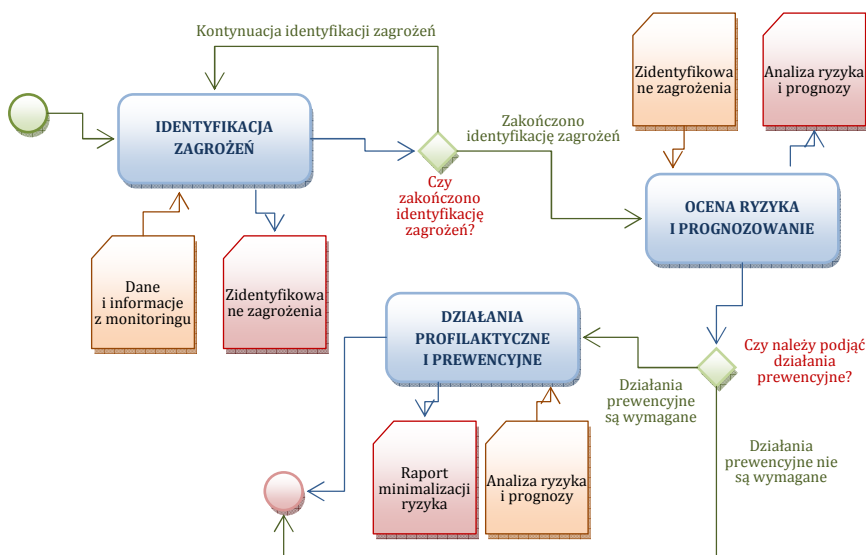 Kontynuacja identyfikacji zagrożeń
IDENTYFIKACJA
ZAGROŻEŃ
Zakończono
identyfikację zagrożeń
Czy
zakończono
identyfikację
zagrożeń?
Zidentyfikowa
ne zagrożenia
Analiza ryzyka
i prognozy
OCENA RYZYKA
I PROGNOZOWANIE
Dane
i informacje
z monitoringu
Zidentyfikowa
ne zagrożenia
DZIAŁANIA
PROFILAKTYCZNE
I PREWENCYJNE
Czy należy podjąć
działania
prewencyjne?
Działania
prewencyjne
są wymagane
Działania
prewencyjne nie
są wymagane
Raport
minimalizacji
ryzyka
Analiza ryzyka
i prognozy